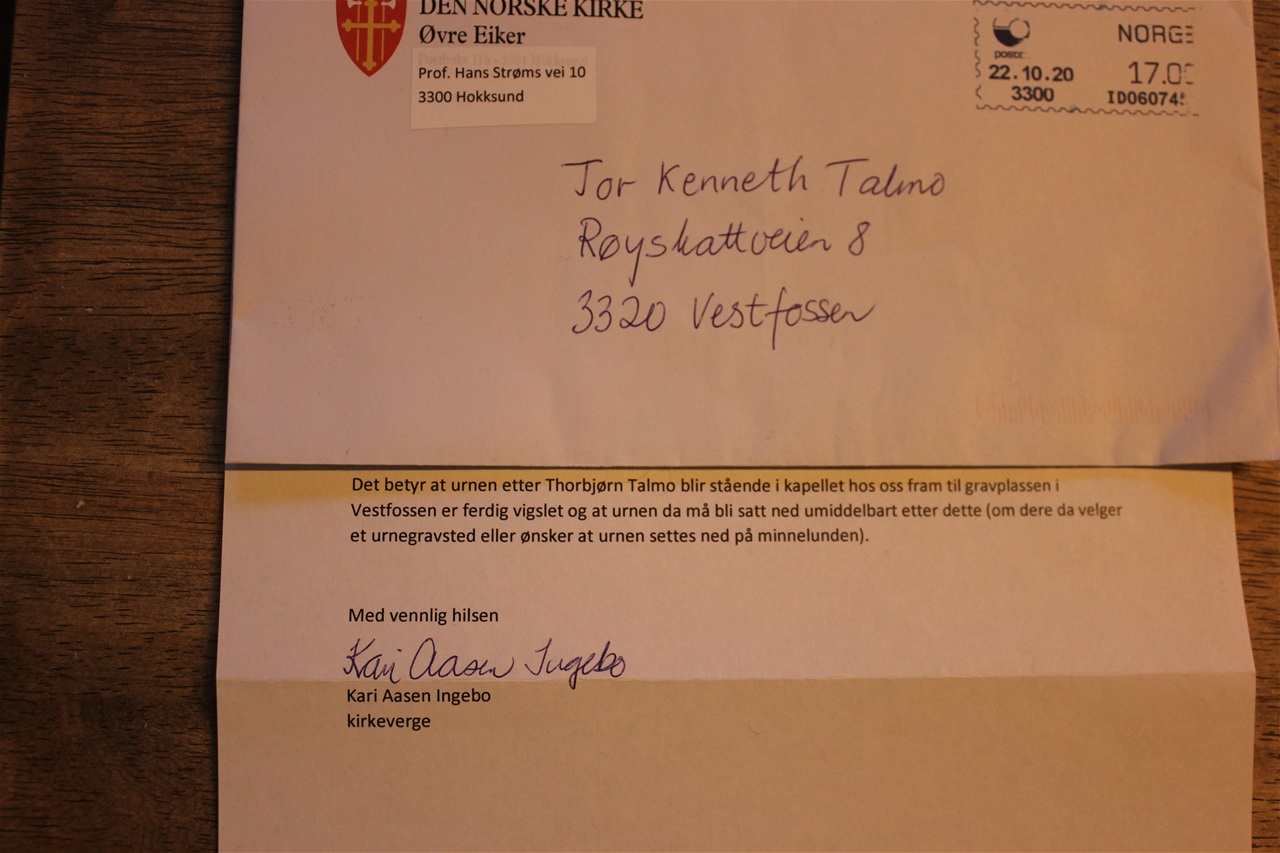 DEN NORSKE KIRKE
Øvre Eiker
Prof. Hans Strøms vei 10
3300 Hokksund
NORGE
posten
22.10.20
17.0
3300
ID06074
Tor Kenneth Talmo
Røyskattveien 8
3320 Vestfossen
Det betyr at urnen etter Thorbjørn Talmo blir stående i kapellet hos oss fram til gravplassen i
Vestfossen er ferdig vigslet og at urnen da må bli satt ned umiddelbart etter dette (om dere da velger
et urnegravsted eller ønsker at urnen settes ned på minnelunden).
Med vennlig hilsen
Kari Aasen Ingebo
Kari Aasen Ingebo
kirkeverge